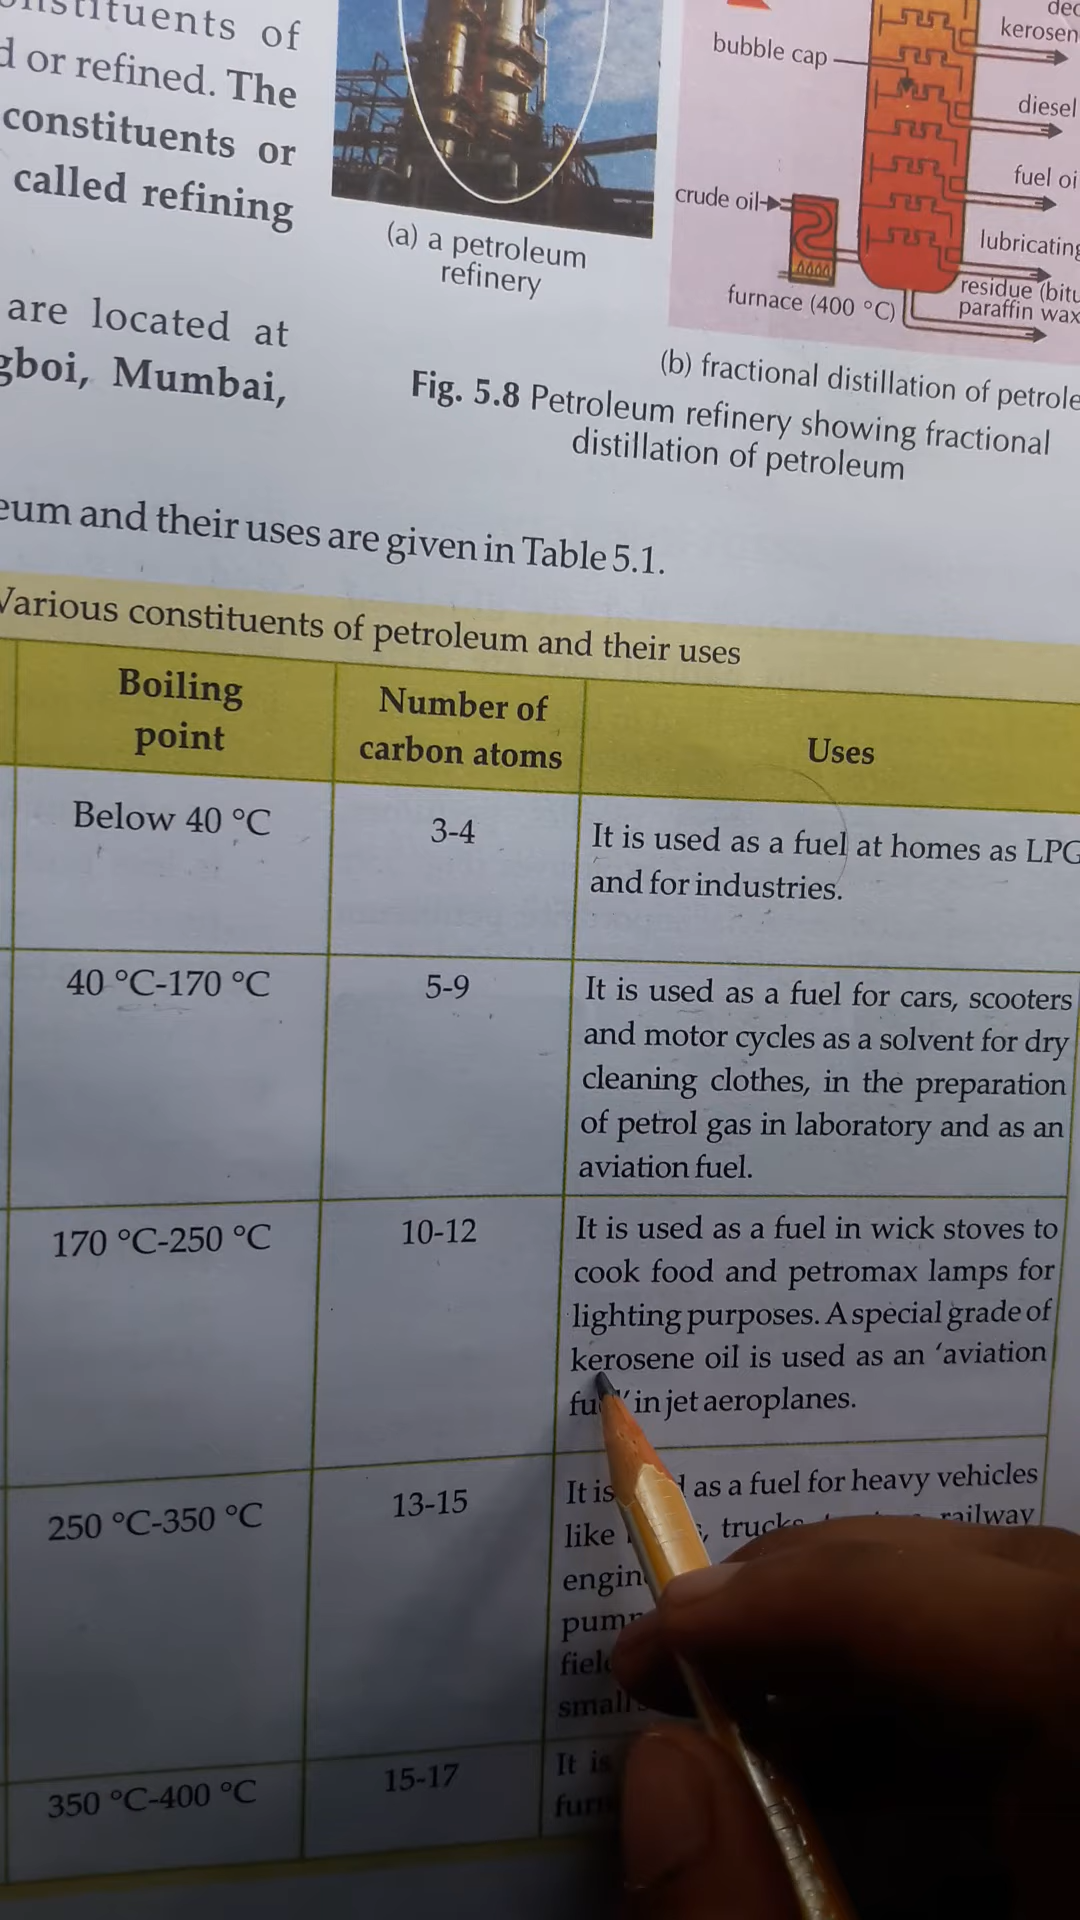 of
d or refined. The
constituents or
called refining
are located at
Mumbai,
(a) a petroleum
refinery
bubble cap
crude oil
furnace (400 °C)
diesel
fuel
residue
paraffin wax
(b) fractional distillation of
Fig. 5.8 Petroleum refinery showing fractional
distillation of petroleum
eum and their uses are given in Table 5.1.
Various constituents of petroleum and their uses
Boiling
point
Number of
carbon atoms
Uses
Below 40 °C
3-4
It is used as a fuel at homes as LPG
and for industries.
40 °C-170 °C
5-9
It is used as a fuel for cars, scooters
and motor cycles as a solvent for dry
cleaning clothes, in the preparation
of petrol gas in laboratory and as an
aviation fuel.
170 °C-250 °C
10-12
It is used as a fuel in wick stoves to
cook food and petromax lamps for
lighting purposes. A special grade of
kerosene oil is used as an 'aviation
in jet aeroplanes.
250 °C-350 °C
13-15
It is as a fuel for heavy vehicles
like railway
350 °C-400 °C
15-17
It is